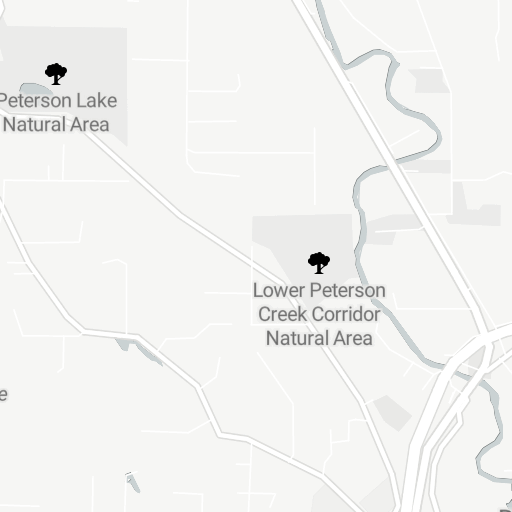 Peterson Lake
Natural Area
Lower Peterson
Creek Corridor
Natural Area
e